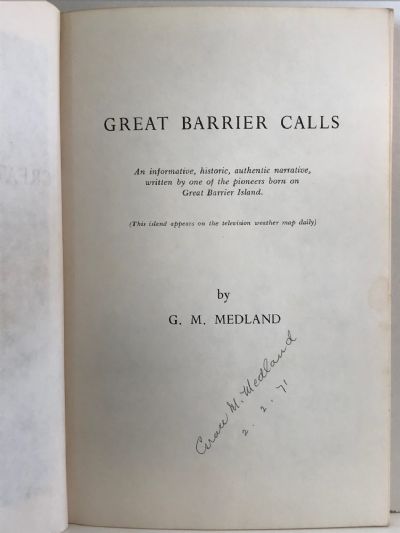 GREAT BARRIER CALLS
An informative, historic, authentic narrative,
written by one of the pioneers born on
Great Barrier Island.
(This island appears on the television weather map daily)
by
G. M. MEDLAND
Grace M. Medland
2. 2. 71